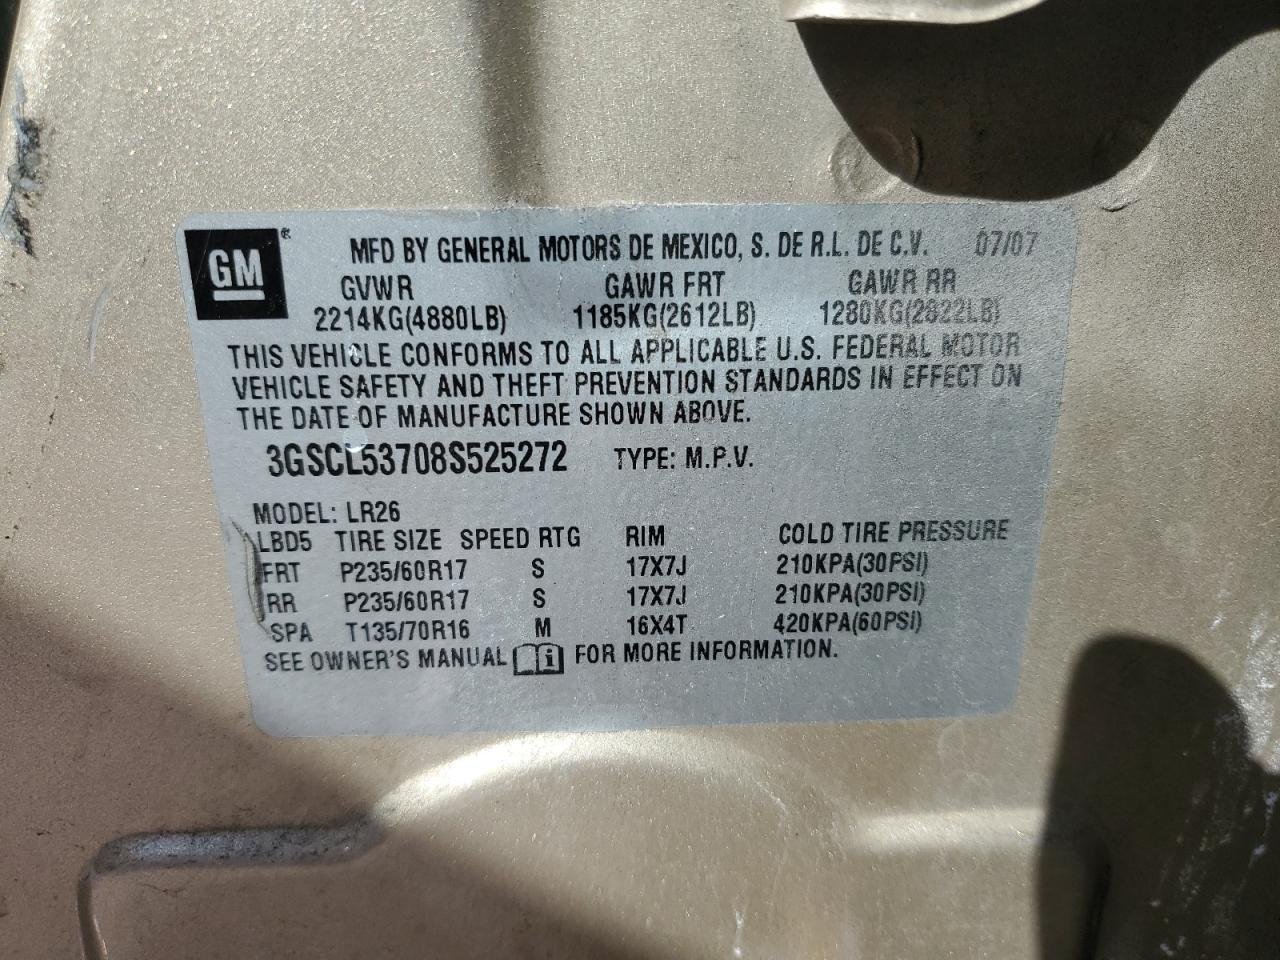 GM ® MFD BY GENERAL MOTORS DE MEXICO, S. DE R.L. DE C.V. 07/07
GVWR GAWR FRT GAWR RR
2214KG(4880LB) 1185KG(2612LB) 1280KG(2822LB)
THIS VEHICLE CONFORMS TO ALL APPLICABLE U.S. FEDERAL MOTOR
VEHICLE SAFETY AND THEFT PREVENTION STANDARDS IN EFFECT ON
THE DATE OF MANUFACTURE SHOWN ABOVE.
3GSCL53708S525272 TYPE: M.P.V.
MODEL: LR26
LBD5 TIRE SIZE SPEED RTG RIM COLD TIRE PRESSURE
FRT P235/60R17 S 17X7J 210KPA(30PSI)
RR P235/60R17 S 17X7J 210KPA(30PSI)
SPA T135/70R16 M 16X4T 420KPA(60PSI)
SEE OWNER'S MANUAL i FOR MORE INFORMATION.